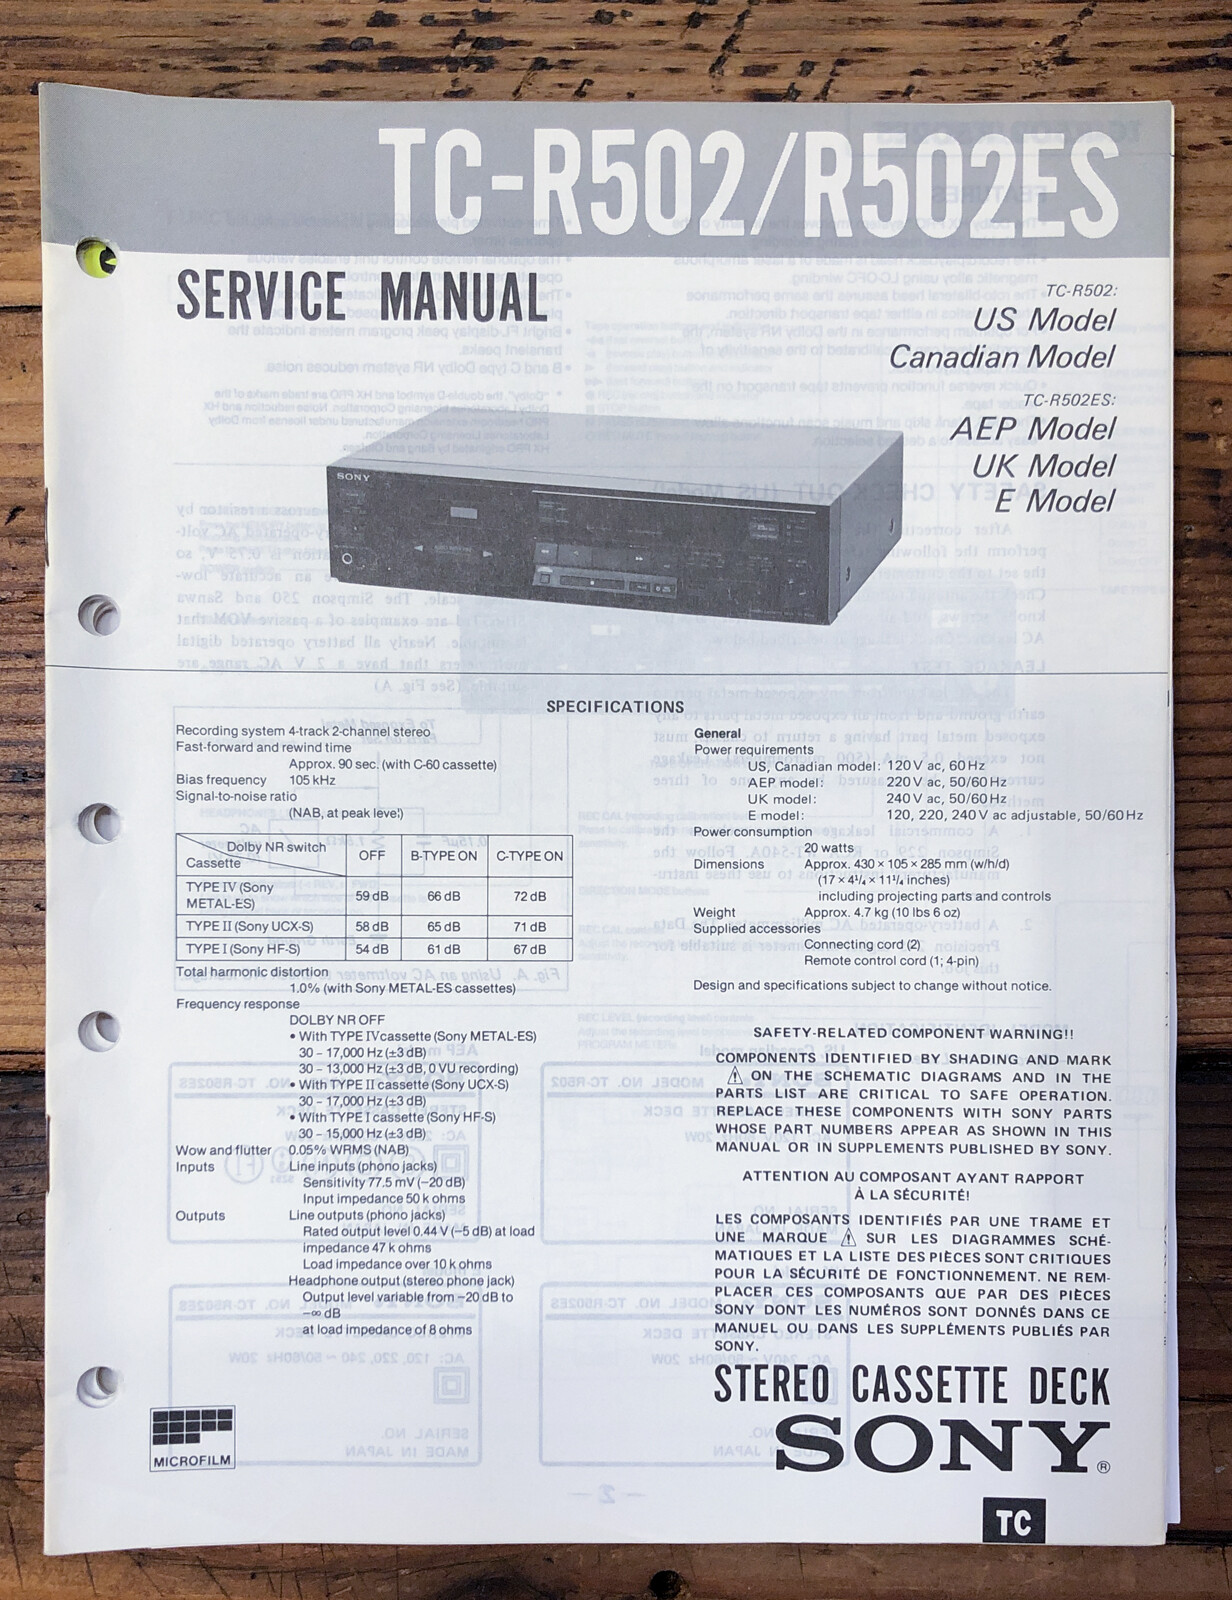 TC-R502/R502ES
SERVICE MANUAL
TC-R502:
US Model
Canadian Model
TC-R502ES:
AEP Model
UK Model
E Model
SONY
SPECIFICATIONS
Recording system 4-track 2-channel stereo
Fast-forward and rewind time
Approx. 90 sec. (with C-60 cassette)
Bias frequency 105 kHz
Signal-to-noise ratio
(NAB, at peak level)
Dolby NR switch
Cassette
OFF B-TYPE ON C-TYPE ON
TYPE IV (Sony METAL-ES) 59 dB 66 dB 72 dB
TYPE II (Sony UCX-S) 58 dB 65 dB 71 dB
TYPE I (Sony HF-S) 54 dB 61 dB 67 dB
Total harmonic distortion
1.0% (with Sony METAL-ES cassettes)
Frequency response
DOLBY NR OFF
• With TYPE IV cassette (Sony METAL-ES)
30 – 17,000 Hz (±3 dB)
30 – 13,000 Hz (±3 dB, 0 VU recording)
• With TYPE II cassette (Sony UCX-S)
30 – 17,000 Hz (±3 dB)
• With TYPE I cassette (Sony HF-S)
30 – 15,000 Hz (±3 dB)
Wow and flutter 0.05% WRMS (NAB)
Inputs Line inputs (phono jacks)
Sensitivity 77.5 mV (−20 dB)
Input impedance 50 k ohms
Outputs Line outputs (phono jacks)
Rated output level 0.44 V (−5 dB) at load
impedance 47 k ohms
Load impedance over 10 k ohms
Headphone output (stereo phone jack)
Output level variable from −20 dB to
−∞ dB
at load impedance of 8 ohms
General
Power requirements
US, Canadian model: 120 V ac, 60 Hz
AEP model: 220 V ac, 50/60 Hz
UK model: 240 V ac, 50/60 Hz
E model: 120, 220, 240 V ac adjustable, 50/60 Hz
Power consumption
20 watts
Dimensions Approx. 430 × 105 × 285 mm (w/h/d)
(17 × 4¼ × 11¼ inches)
including projecting parts and controls
Weight Approx. 4.7 kg (10 lbs 6 oz)
Supplied accessories
Connecting cord (2)
Remote control cord (1; 4-pin)
Design and specifications subject to change without notice.
SAFETY-RELATED COMPONENT WARNING!!
COMPONENTS IDENTIFIED BY SHADING AND MARK
⚠ ON THE SCHEMATIC DIAGRAMS AND IN THE
PARTS LIST ARE CRITICAL TO SAFE OPERATION.
REPLACE THESE COMPONENTS WITH SONY PARTS
WHOSE PART NUMBERS APPEAR AS SHOWN IN THIS
MANUAL OR IN SUPPLEMENTS PUBLISHED BY SONY.
ATTENTION AU COMPOSANT AYANT RAPPORT
À LA SÉCURITÉ!
LES COMPOSANTS IDENTIFIÉS PAR UNE TRAME ET
UNE MARQUE ⚠ SUR LES DIAGRAMMES SCHÉ-
MATIQUES ET LA LISTE DES PIÈCES SONT CRITIQUES
POUR LA SÉCURITÉ DE FONCTIONNEMENT. NE REM-
PLACER CES COMPOSANTS QUE PAR DES PIÈCES
SONY DONT LES NUMÉROS SONT DONNÉS DANS CE
MANUEL OU DANS LES SUPPLÉMENTS PUBLIÉS PAR
SONY.
STEREO CASSETTE DECK
SONY®
MICROFILM
TC